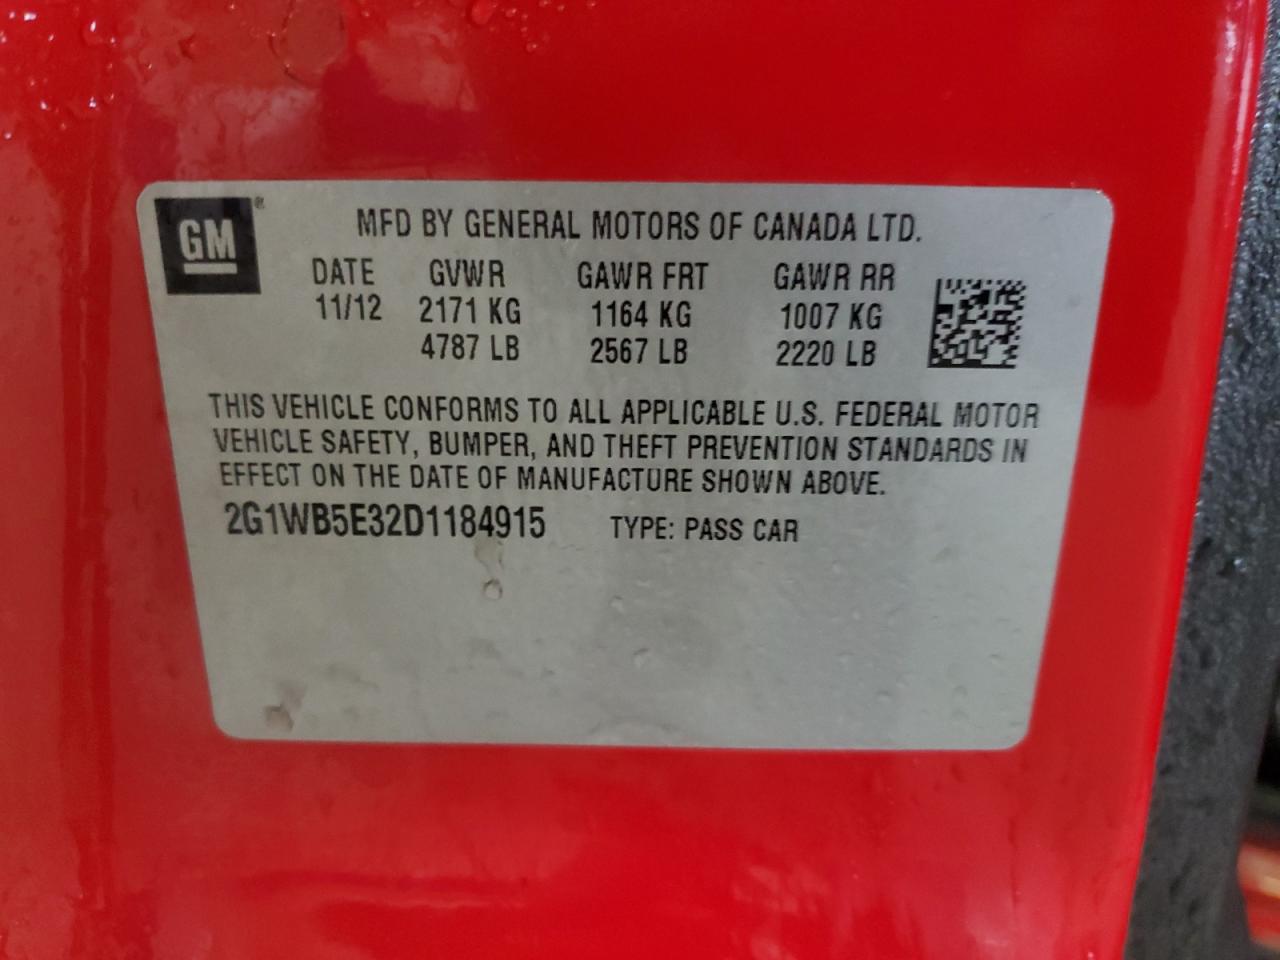 GM®
MFD BY GENERAL MOTORS OF CANADA LTD.
DATE GVWR GAWR FRT GAWR RR
11/12 2171 KG 1164 KG 1007 KG
4787 LB 2567 LB 2220 LB
THIS VEHICLE CONFORMS TO ALL APPLICABLE U.S. FEDERAL MOTOR
VEHICLE SAFETY, BUMPER, AND THEFT PREVENTION STANDARDS IN
EFFECT ON THE DATE OF MANUFACTURE SHOWN ABOVE.
2G1WB5E32D1184915 TYPE: PASS CAR